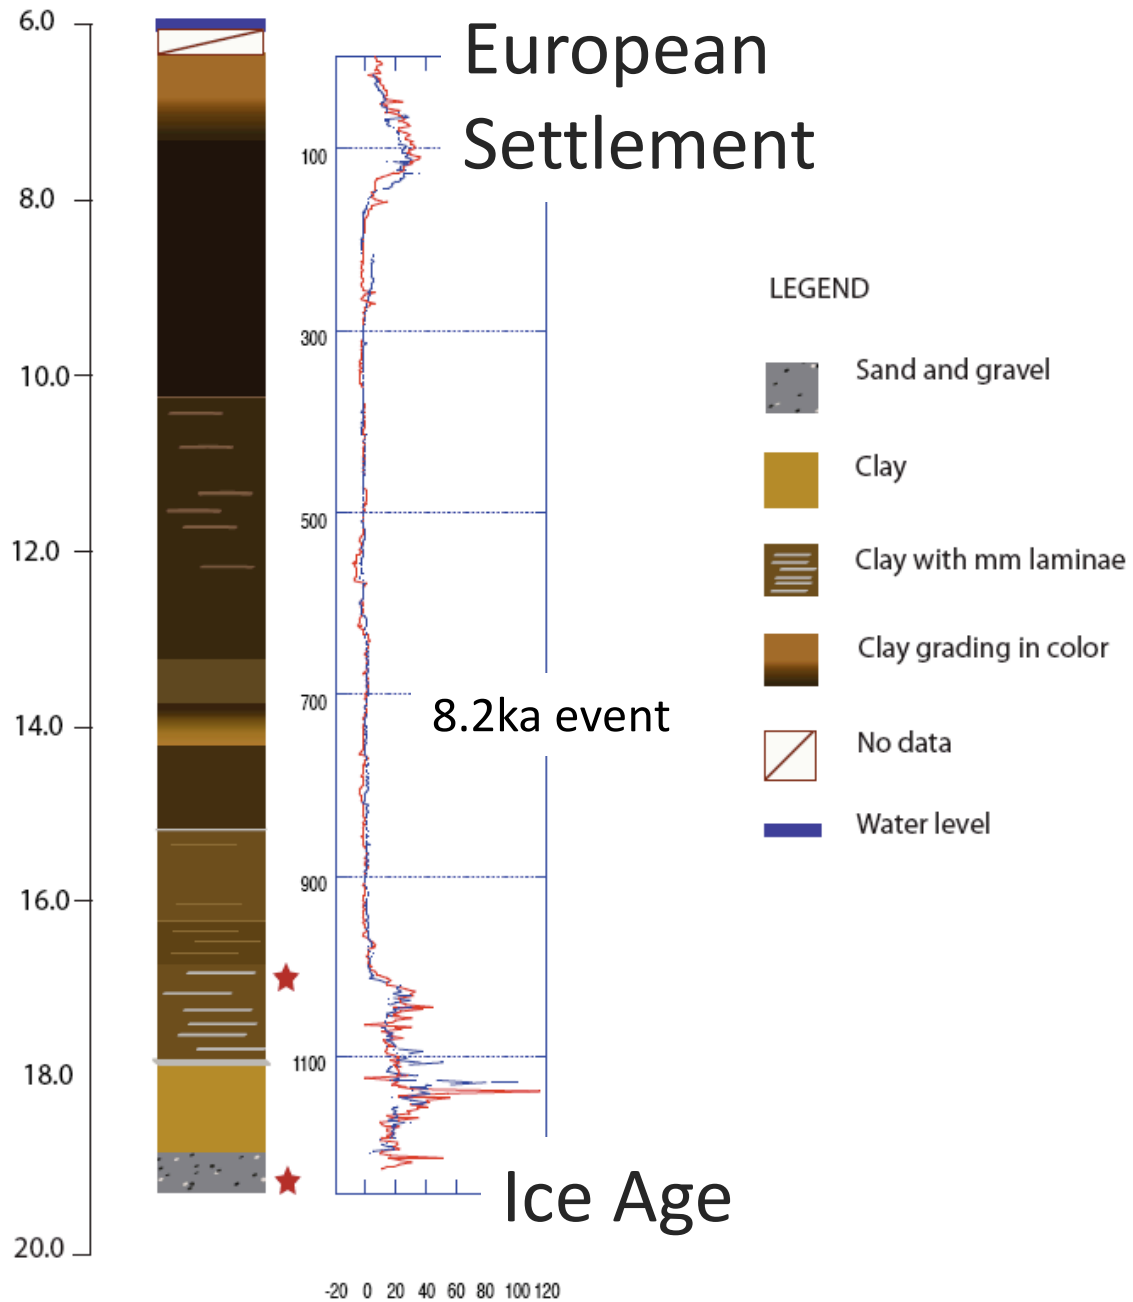 6.0
8.0
10.0
12.0
14.0
16.0
18.0
20.0
European
Settlement
100
300
500
700
900
1100
8.2ka event
Ice Age
-20 0 20 40 60 80 100 120
LEGEND
Sand and gravel
Clay
Clay with mm laminae
Clay grading in color
No data
Water level